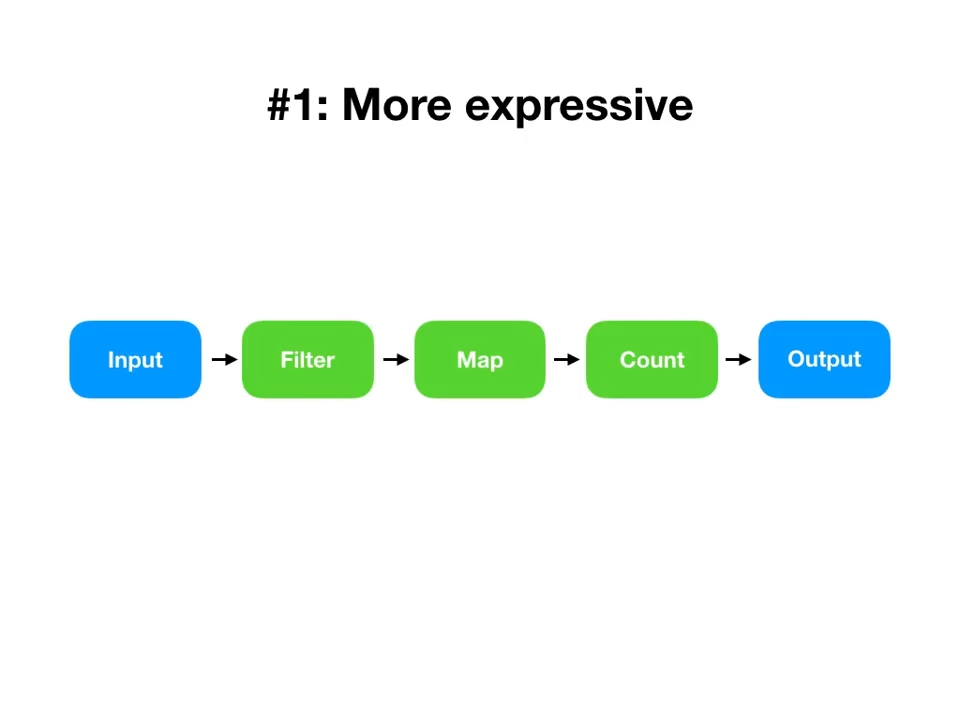 #1: More expressive
Input
Filter
Map
Count
Output